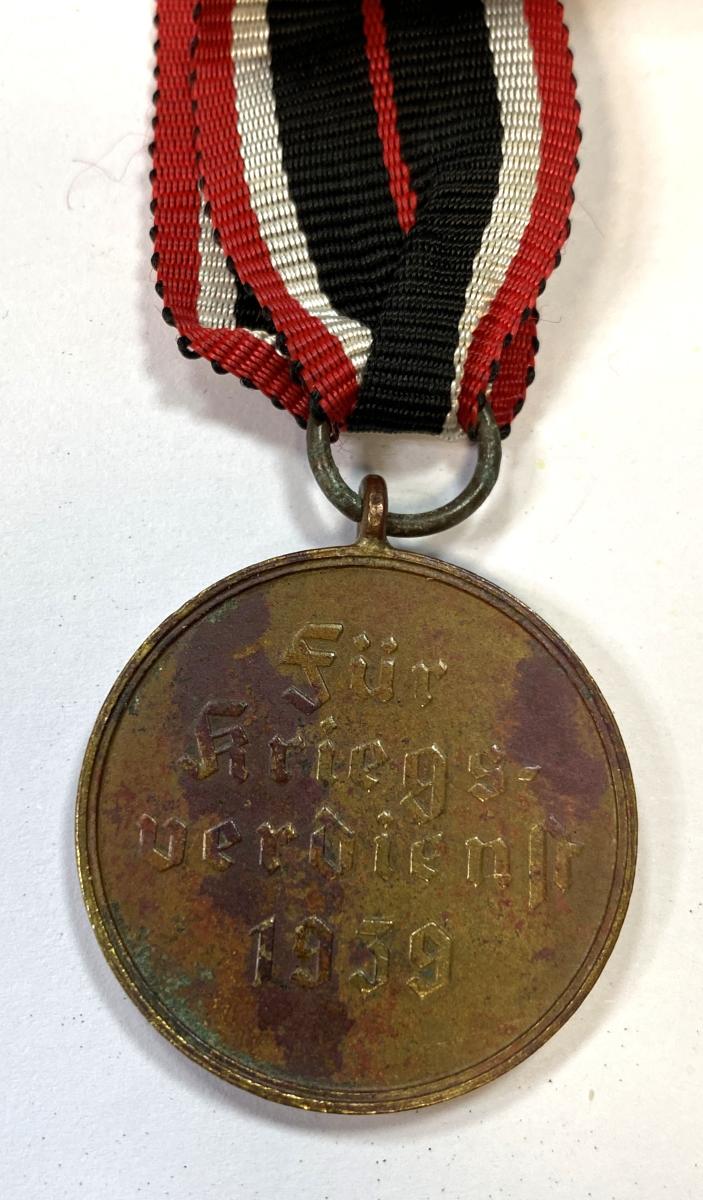 Für
Kriegs-
verdienst
1939